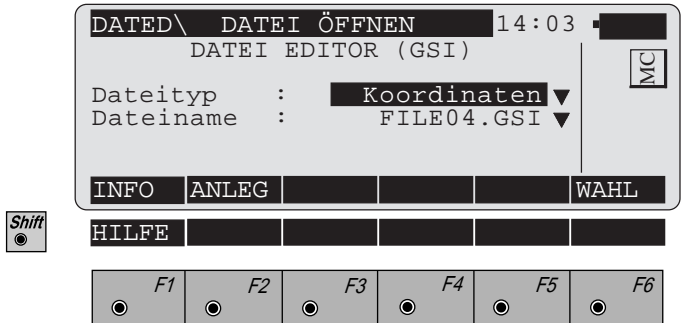 DATED\ DATEI ÖFFNEN 14:03
DATEI EDITOR (GSI)
MC
Dateityp : Koordinaten
Dateiname : FILE04.GSI
INFO ANLEG WAHL
Shift
HILFE
F1 F2 F3 F4 F5 F6